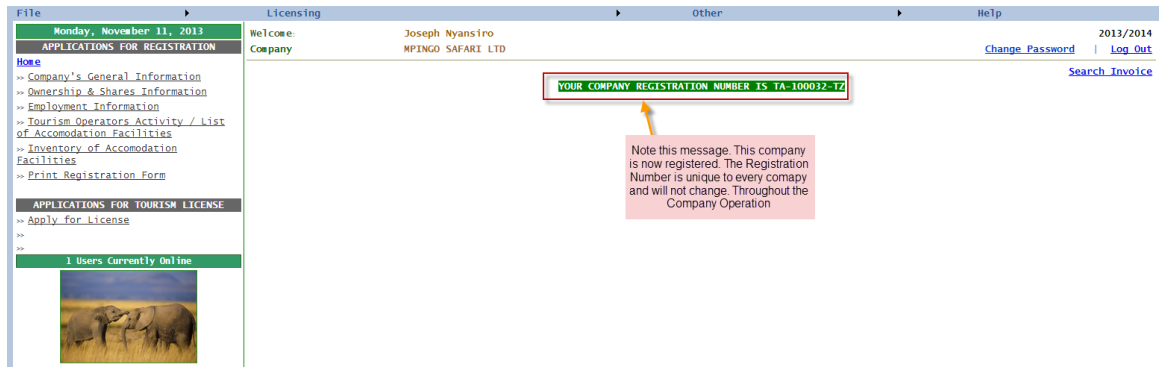 File Licensing Other Help
Monday, November 11, 2013
APPLICATIONS FOR REGISTRATION
Home
» Company's General Information
» Ownership & Shares Information
» Employment Information
» Tourism Operators Activity / List
of Accomodation Facilities
» Inventory of Accomodation
Facilities
» Print Registration Form
APPLICATIONS FOR TOURISM LICENSE
» Apply for License
»
»
1 Users Currently Online
Welcome: Joseph Nyansiro 2013/2014
Company MPINGO SAFARI LTD Change Password | Log Out
Search Invoice
YOUR COMPANY REGISTRATION NUMBER IS TA-100032-TZ
Note this message. This company
is now registered. The Registration
Number is unique to every comapy
and will not change. Throughout the
Company Operation